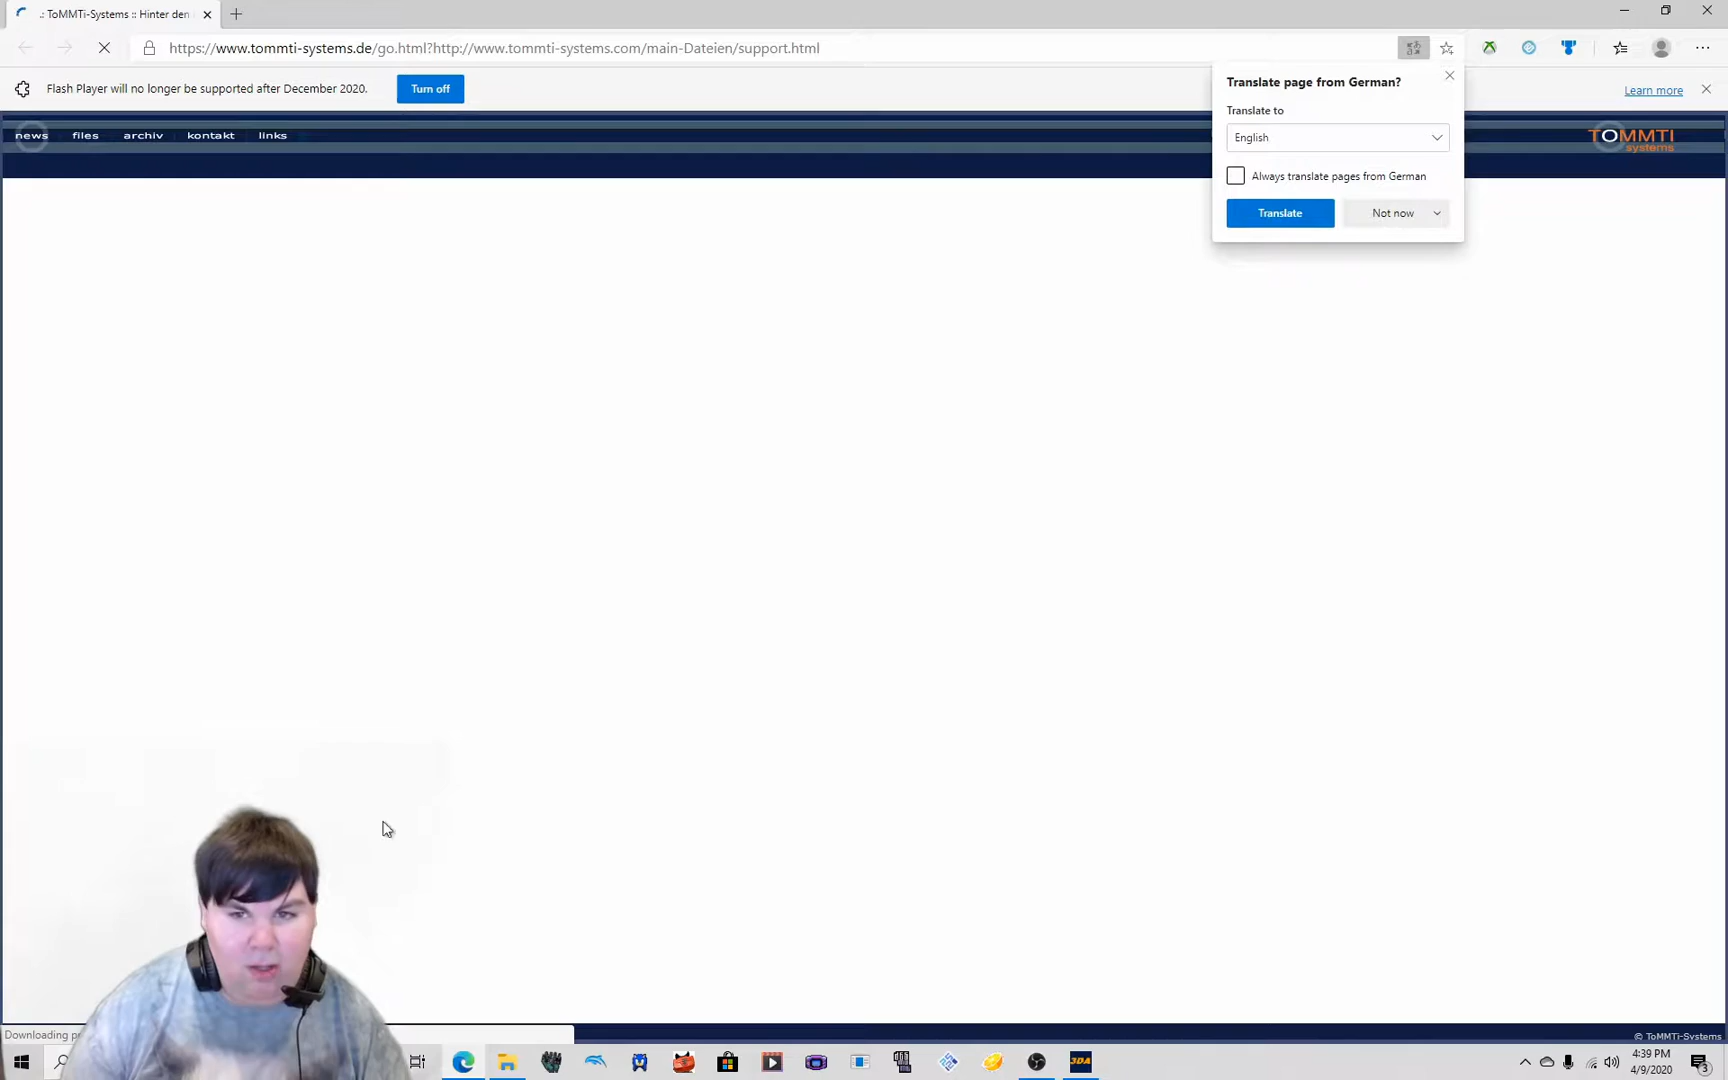 .: ToMMTi-Systems :: Hinter den
https://www.tommti-systems.de/go.html?http://www.tommti-systems.com/main-Dateien/support.html
Flash Player will no longer be supported after December 2020.
Turn off
Learn more
Translate page from German?
Translate to
English
Always translate pages from German
Translate
Not now
news
files
archiv
kontakt
links
TOMMTI
systems
Downloading
© ToMMTi-Systems
3DA
4:39 PM
4/9/2020
3